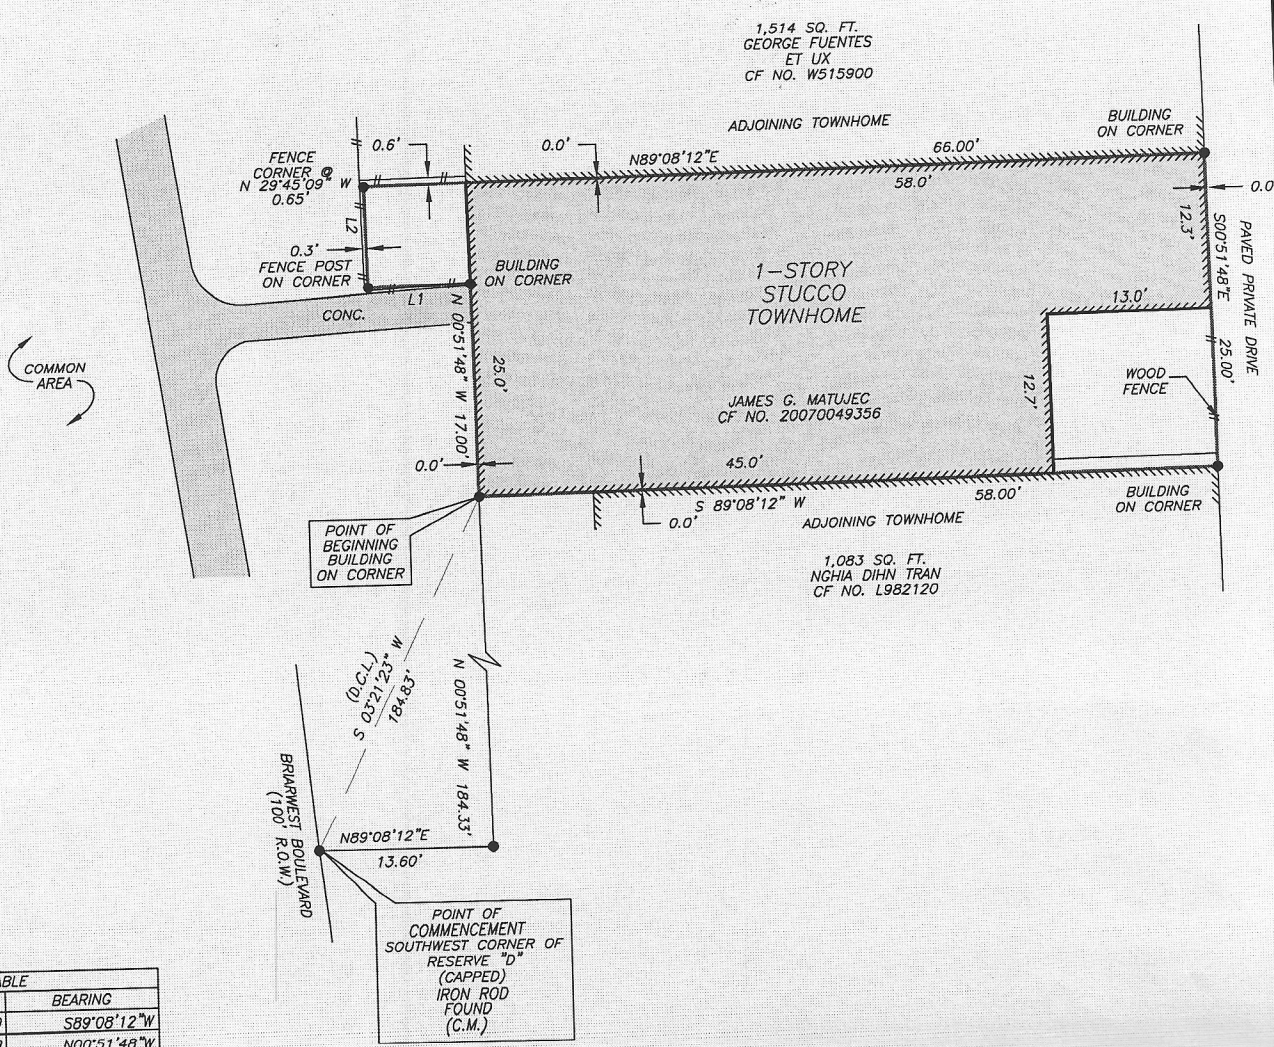 1,514 SQ. FT.
GEORGE FUENTES
ET UX
CF NO. W515900
ADJOINING TOWNHOME
BUILDING
ON CORNER
FENCE
CORNER @
N 29°45'09" W
0.65'
0.6'
0.0'
N89°08'12"E
66.00'
58.0'
0.0
12.3'
S00°51'48"E
25.00'
PAVED PRIVATE DRIVE
L2
0.3'
FENCE POST
ON CORNER
L1
BUILDING
ON CORNER
1-STORY
STUCCO
TOWNHOME
13.0'
CONC.
N 00°51'48" W 17.00'
25.0'
COMMON
AREA
WOOD
FENCE
12.7'
JAMES G. MATUJEC
CF NO. 20070049356
0.0'
45.0'
S 89°08'12" W
58.00'
BUILDING
ON CORNER
0.0'
ADJOINING TOWNHOME
POINT OF
BEGINNING
BUILDING
ON CORNER
1,083 SQ. FT.
NGHIA DIHN TRAN
CF NO. L982120
(D.C.L.)
S 03°21'23" W
184.83'
N 00°51'48" W 184.33'
BRIARWEST BOULEVARD
(100' R.O.W.)
N89°08'12"E
13.60'
POINT OF
COMMENCEMENT
SOUTHWEST CORNER OF
RESERVE "D"
(CAPPED)
IRON ROD
FOUND
(C.M.)
ABLE
BEARING
S89°08'12"W
N00°51'48"W